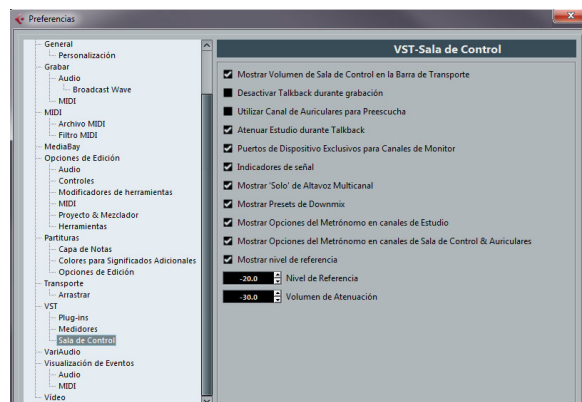 Preferencias
General
Personalización
Grabar
Audio
Broadcast Wave
MIDI
MIDI
Archivo MIDI
Filtro MIDI
MediaBay
Opciones de Edición
Audio
Controles
Modificadores de herramientas
MIDI
Proyecto & Mezclador
Herramientas
Partituras
Capa de Notas
Colores para Significados Adicionales
Opciones de Edición
Transporte
Arrastrar
VST
Plug-ins
Medidores
Sala de Control
VariAudio
Visualización de Eventos
Audio
MIDI
Vídeo
VST-Sala de Control
Mostrar Volumen de Sala de Control en la Barra de Transporte
Desactivar Talkback durante grabación
Utilizar Canal de Auriculares para Preescucha
Atenuar Estudio durante Talkback
Puertos de Dispositivo Exclusivos para Canales de Monitor
Indicadores de señal
Mostrar 'Solo' de Altavoz Multicanal
Mostrar Presets de Downmix
Mostrar Opciones del Metrónomo en canales de Estudio
Mostrar Opciones del Metrónomo en canales de Sala de Control & Auriculares
Mostrar nivel de referencia
-20.0 Nivel de Referencia
-30.0 Volumen de Atenuación